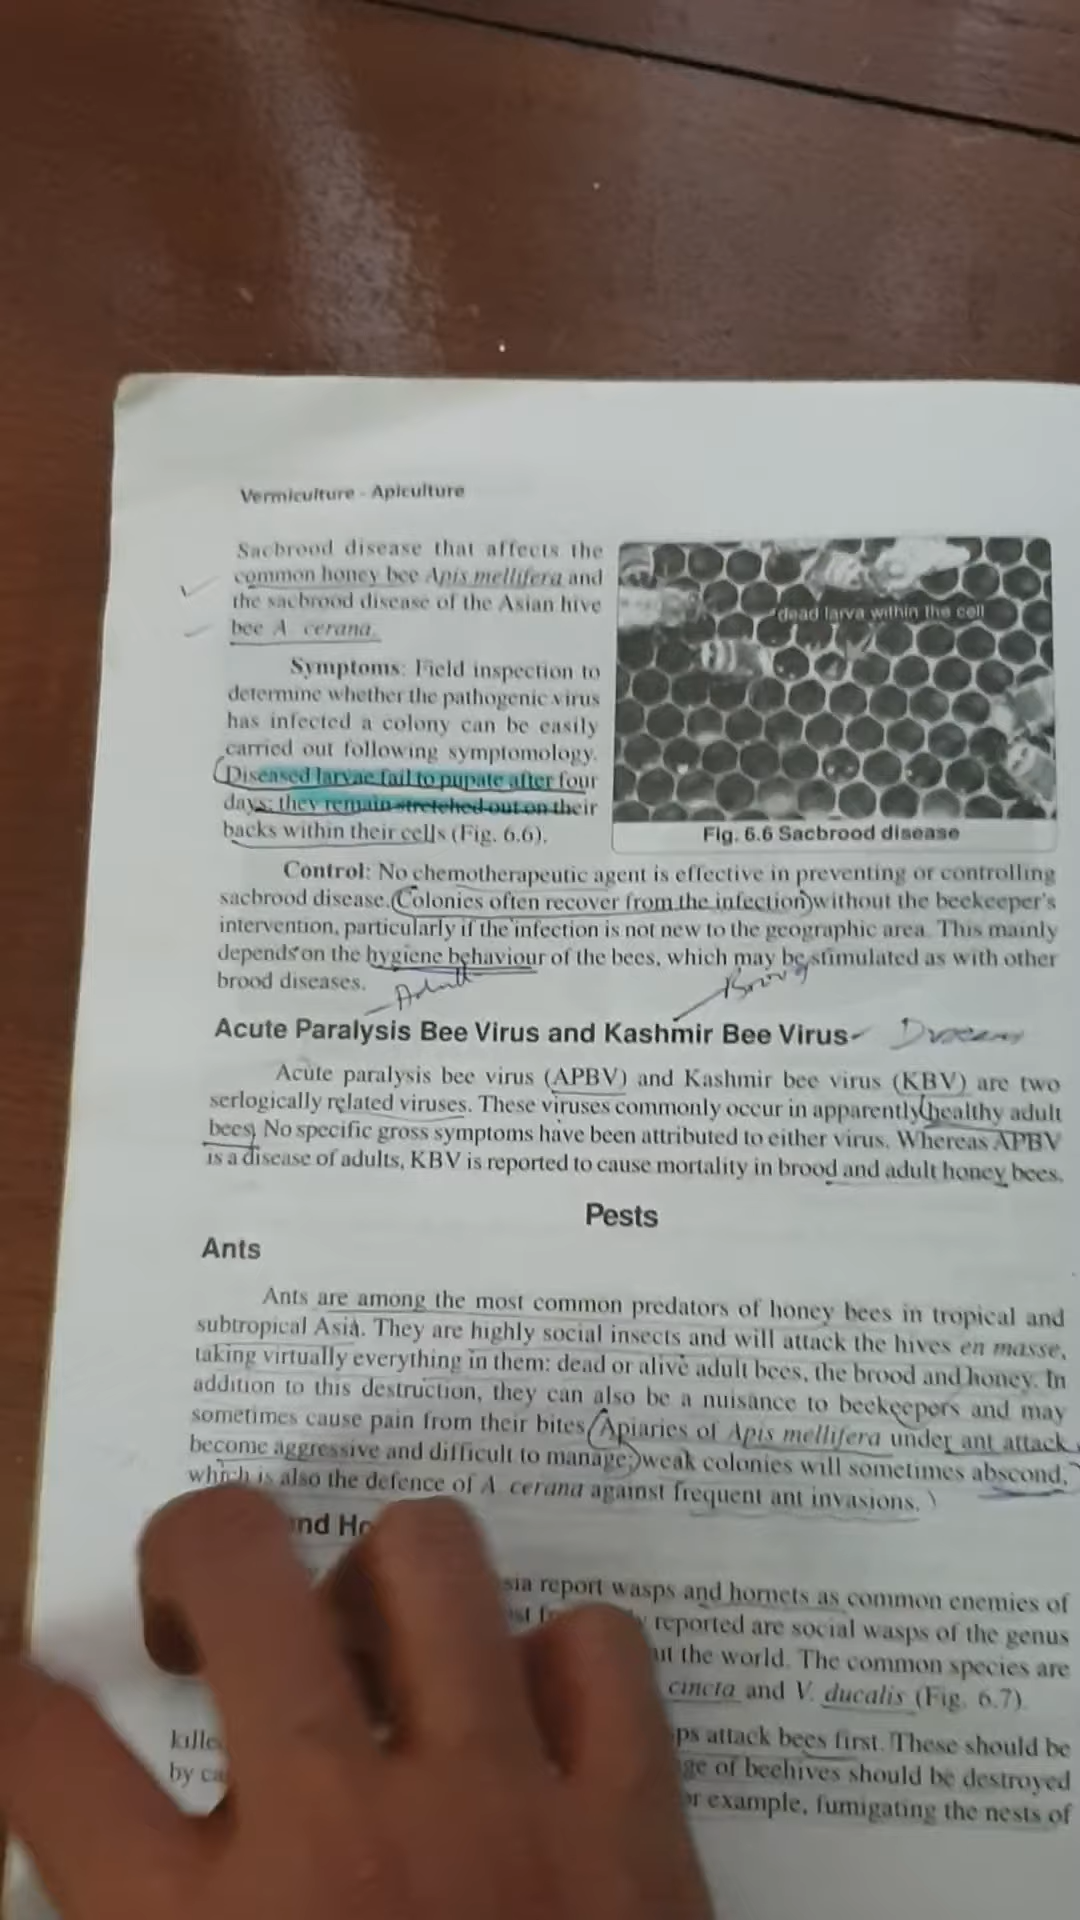 Vermiculture - Apiculture
Sacbrood disease that affects the
common honey bee Apis mellifera and
the sacbrood disease of the Asian hive
bee A. cerana.
Symptoms: Field inspection to
determine whether the pathogenic virus
has infected a colony can be easily
carried out following symptomology.
Diseased larvae fail to pupate after four
days; they remain stretched out on their
backs within their cells (Fig. 6.6).
dead larva within the cell
Fig. 6.6 Sacbrood disease
Control: No chemotherapeutic agent is effective in preventing or controlling
sacbrood disease. Colonies often recover from the infection without the beekeeper's
intervention, particularly if the infection is not new to the geographic area. This mainly
depends on the hygiene behaviour of the bees, which may be stimulated as with other
brood diseases.
Adult
Acute Paralysis Bee Virus and Kashmir Bee Virus
Acute paralysis bee virus (APBV) and Kashmir bee virus (KBV) are two
serlogically related viruses. These viruses commonly occur in apparently healthy adult
bees. No specific gross symptoms have been attributed to either virus. Whereas APBV
is a disease of adults, KBV is reported to cause mortality in brood and adult honey bees.
Pests
Ants
Ants are among the most common predators of honey bees in tropical and
subtropical Asia. They are highly social insects and will attack the hives en masse,
taking virtually everything in them: dead or alive adult bees, the brood and honey. In
addition to this destruction, they can also be a nuisance to beekeepers and may
sometimes cause pain from their bites. Apiaries of Apis mellifera under ant attack
become aggressive and difficult to manage; weak colonies will sometimes abscond,
which is also the defence of A. cerana against frequent ant invasions.
nd Ho
sia report wasps and hornets as common enemies of
reported are social wasps of the genus
ut the world. The common species are
cincta and V. ducalis (Fig. 6.7).
kille ps attack bees first. These should be
by ca ge of beehives should be destroyed
or example, fumigating the nests of